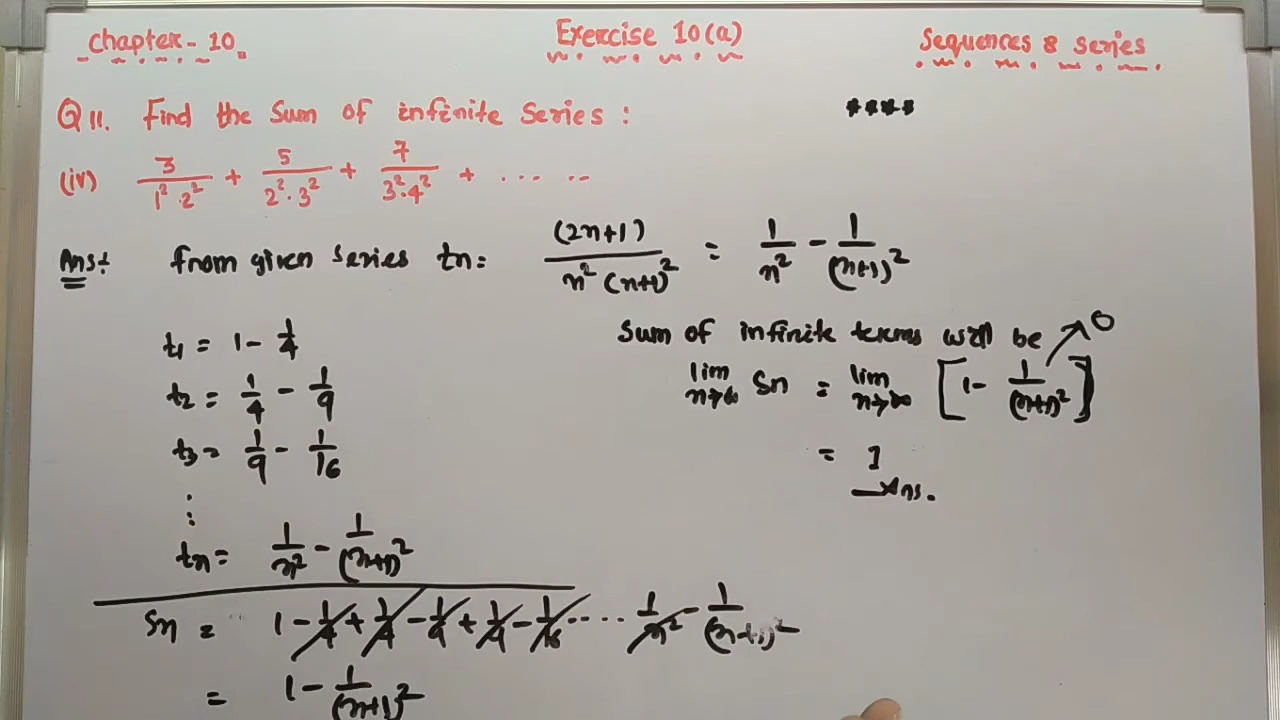 Chapter - 10. Exercise 10(a) Sequences & Series
Q11. Find the Sum of infinite Series : ****
(iv) 3/(1²·2²) + 5/(2²·3²) + 7/(3²·4²) + ... ..
Ans: from given Series tn = (2n+1)/(n²(n+1)²) = 1/n² - 1/(n+1)²
t1 = 1 - 1/4
t2 = 1/4 - 1/9
t3 = 1/9 - 1/16
:
tn = 1/n² - 1/(n+1)²
Sn = 1 - 1/4 + 1/4 - 1/9 + 1/9 - 1/16 .... 1/n² - 1/(n+1)²
= 1 - 1/(n+1)²
Sum of infinite terms will be
lim n→∞ Sn = lim n→∞ [1 - 1/(n+1)²] → 0
= 1
Ans.